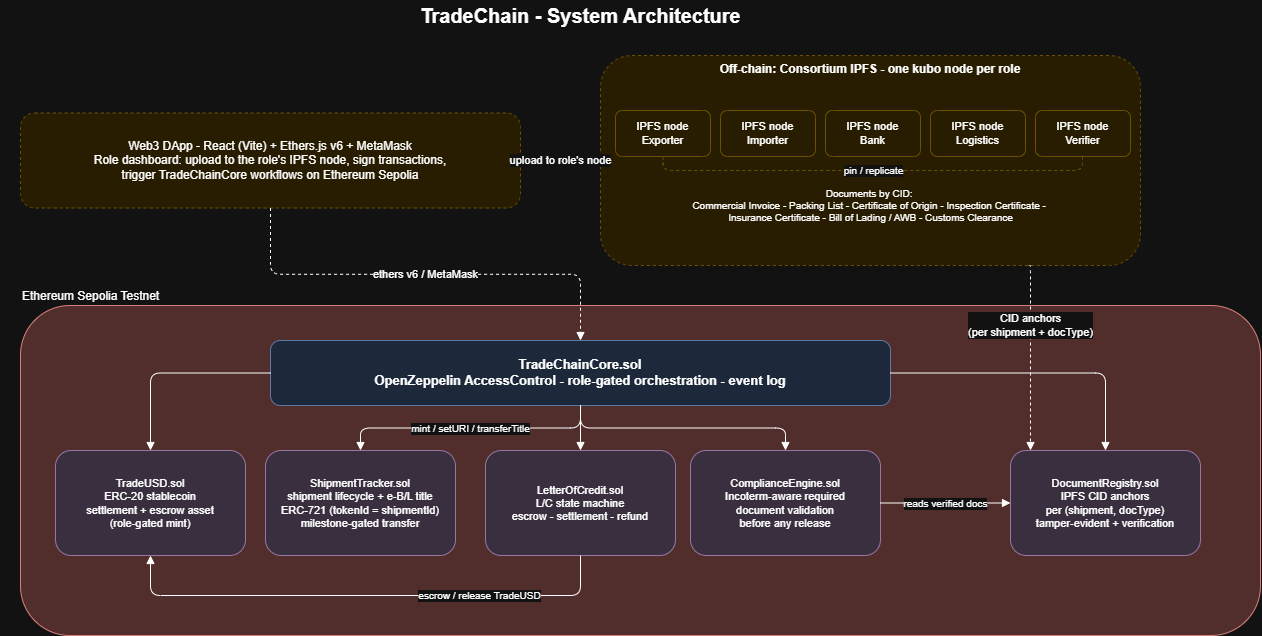 TradeChain - System Architecture
Off-chain: Consortium IPFS - one kubo node per role
IPFS node
Exporter
IPFS node
Importer
IPFS node
Bank
IPFS node
Logistics
IPFS node
Verifier
Web3 DApp - React (Vite) + Ethers.js v6 + MetaMask
Role dashboard: upload to the role's IPFS node, sign transactions,
trigger TradeChainCore workflows on Ethereum Sepolia
upload to role's node
pin / replicate
Documents by CID:
Commercial Invoice - Packing List - Certificate of Origin - Inspection Certificate -
Insurance Certificate - Bill of Lading / AWB - Customs Clearance
ethers v6 / MetaMask
Ethereum Sepolia Testnet
CID anchors
(per shipment + docType)
TradeChainCore.sol
OpenZeppelin AccessControl - role-gated orchestration - event log
mint / setURI / transferTitle
TradeUSD.sol
ERC-20 stablecoin
settlement + escrow asset
(role-gated mint)
ShipmentTracker.sol
shipment lifecycle + e-B/L title
ERC-721 (tokenId = shipmentId)
milestone-gated transfer
LetterOfCredit.sol
L/C state machine
escrow - settlement - refund
ComplianceEngine.sol
Incoterm-aware required
document validation
before any release
reads verified docs
DocumentRegistry.sol
IPFS CID anchors
per (shipment, docType)
tamper-evident + verification
escrow / release TradeUSD